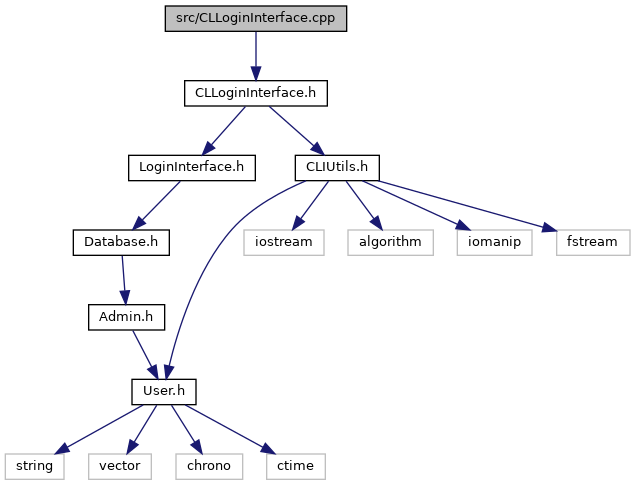 src/CLLoginInterface.cpp
CLLoginInterface.h
LoginInterface.h
CLIUtils.h
Database.h
iostream
algorithm
iomanip
fstream
Admin.h
User.h
string
vector
chrono
ctime